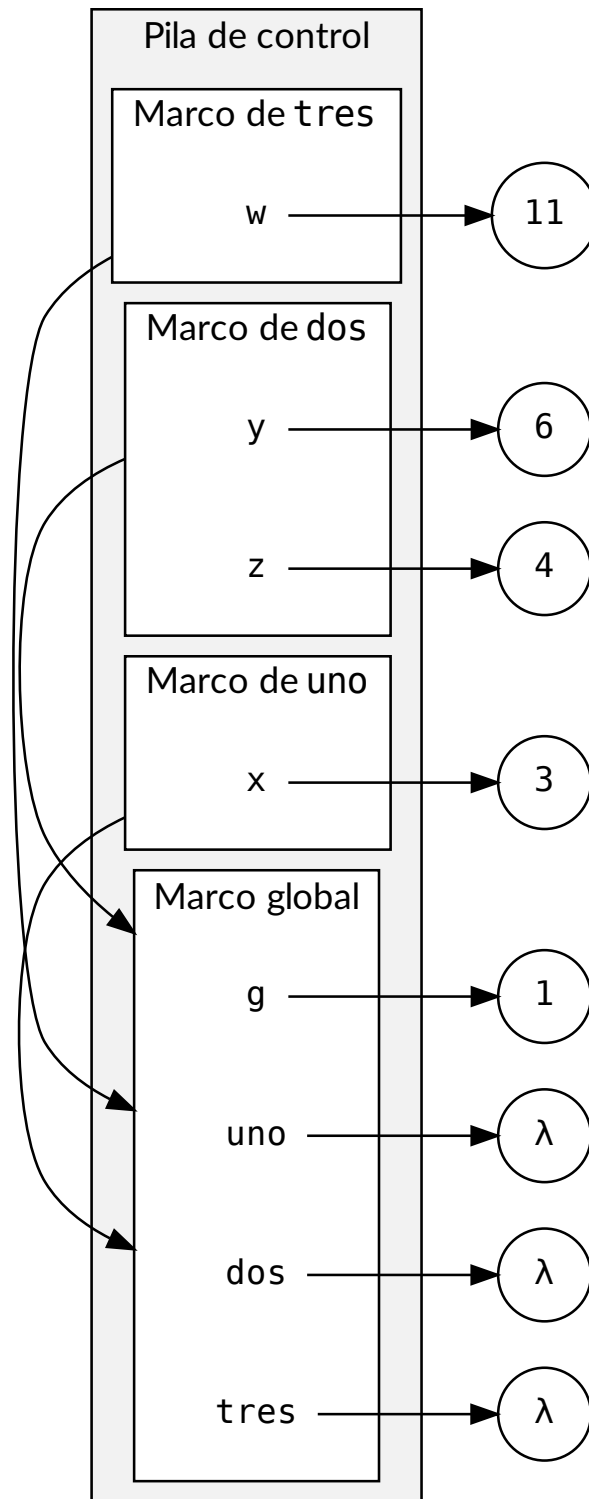 Pila de control
Marco de tres
w 11
Marco de dos
y 6
z 4
Marco de uno
x 3
Marco global
g 1
uno λ
dos λ
tres λ